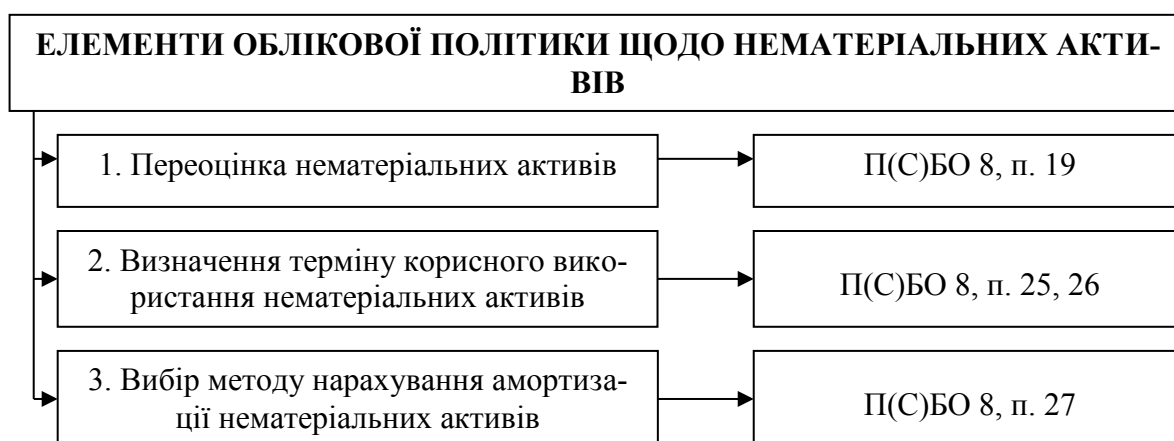 ЕЛЕМЕНТИ ОБЛІКОВОЇ ПОЛІТИКИ ЩОДО НЕМАТЕРІАЛЬНИХ АКТИ-
ВІВ
1. Переоцінка нематеріальних активів
П(С)БО 8, п. 19
2. Визначення терміну корисного вико-
ристання нематеріальних активів
П(С)БО 8, п. 25, 26
3. Вибір методу нарахування амортиза-
ції нематеріальних активів
П(С)БО 8, п. 27